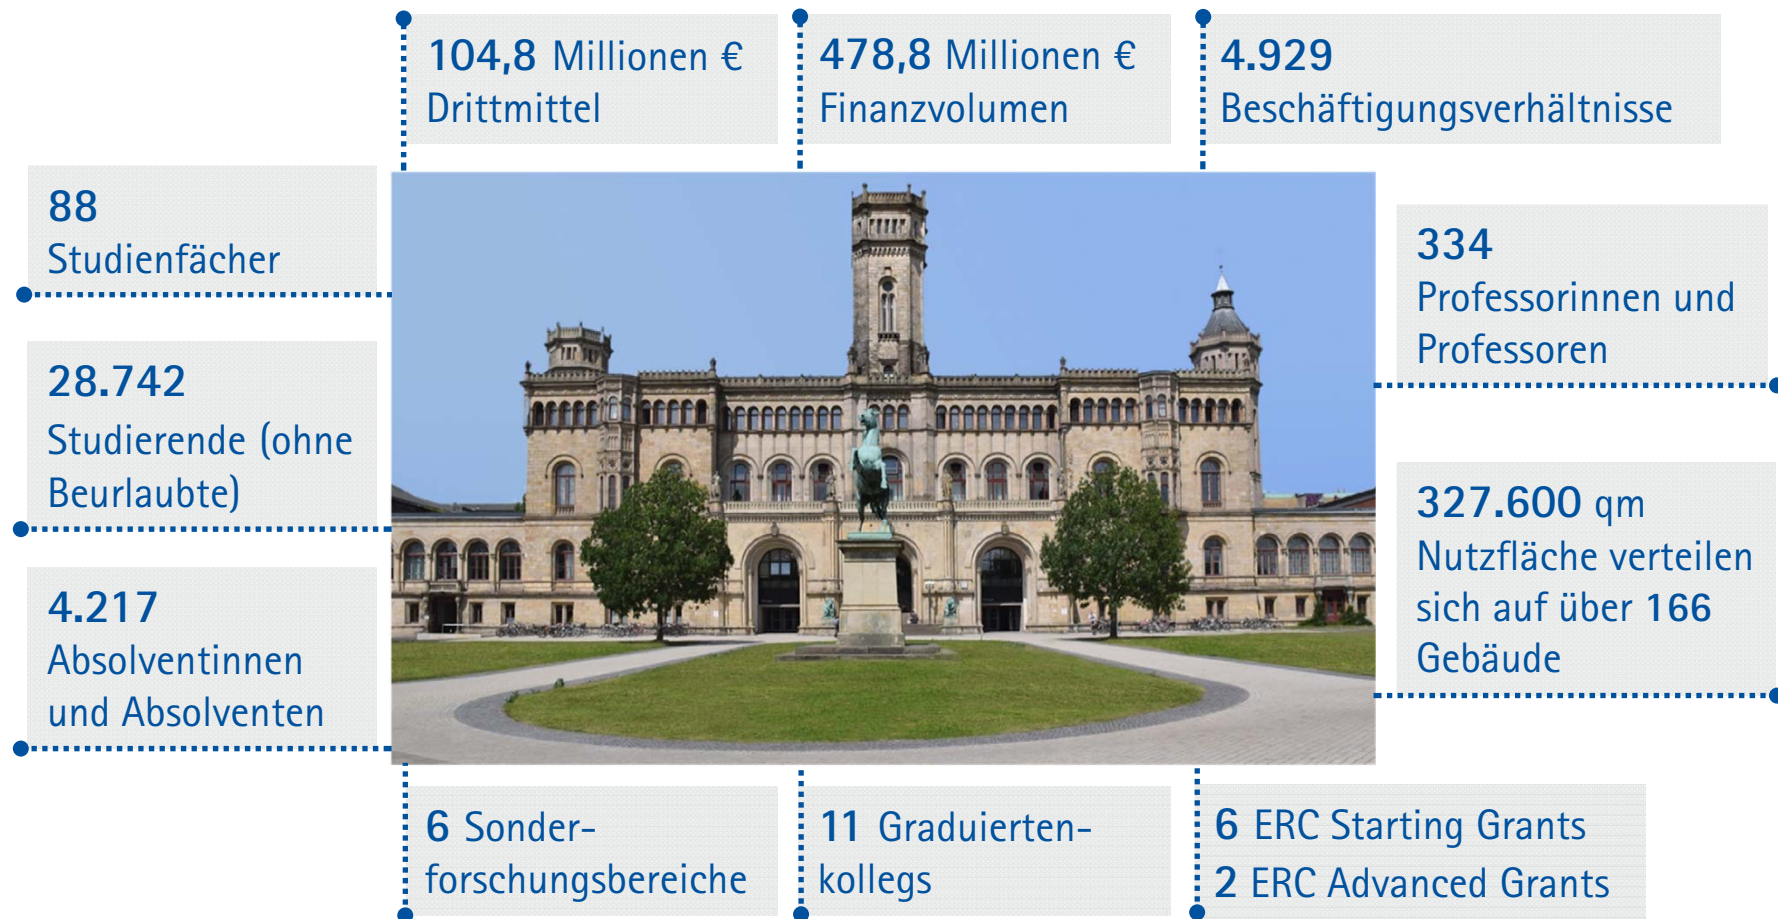 104,8 Millionen €
Drittmittel
478,8 Millionen €
Finanzvolumen
4.929
Beschäftigungsverhältnisse
88
Studienfächer
28.742
Studierende (ohne
Beurlaubte)
4.217
Absolventinnen
und Absolventen
334
Professorinnen und
Professoren
327.600 qm
Nutzfläche verteilen
sich auf über 166
Gebäude
6 Sonder-
forschungsbereiche
11 Graduierten-
kollegs
6 ERC Starting Grants
2 ERC Advanced Grants